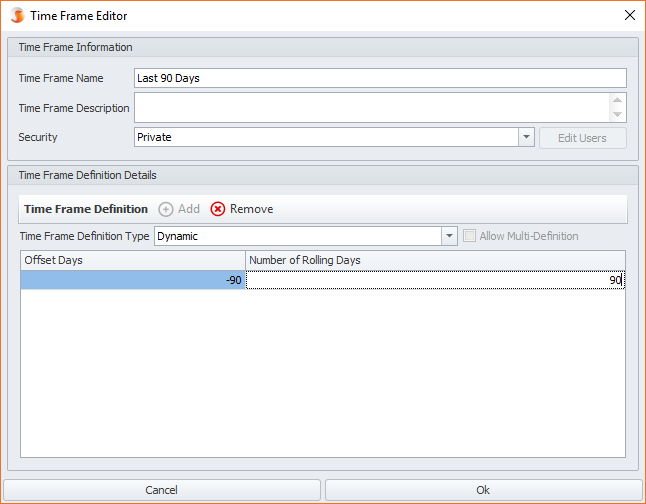 Time Frame Editor
Time Frame Information
Time Frame Name Last 90 Days
Time Frame Description
Security Private Edit Users
Time Frame Definition Details
Time Frame Definition Add Remove
Time Frame Definition Type Dynamic Allow Multi-Definition
Offset Days Number of Rolling Days
-90 90
Cancel Ok